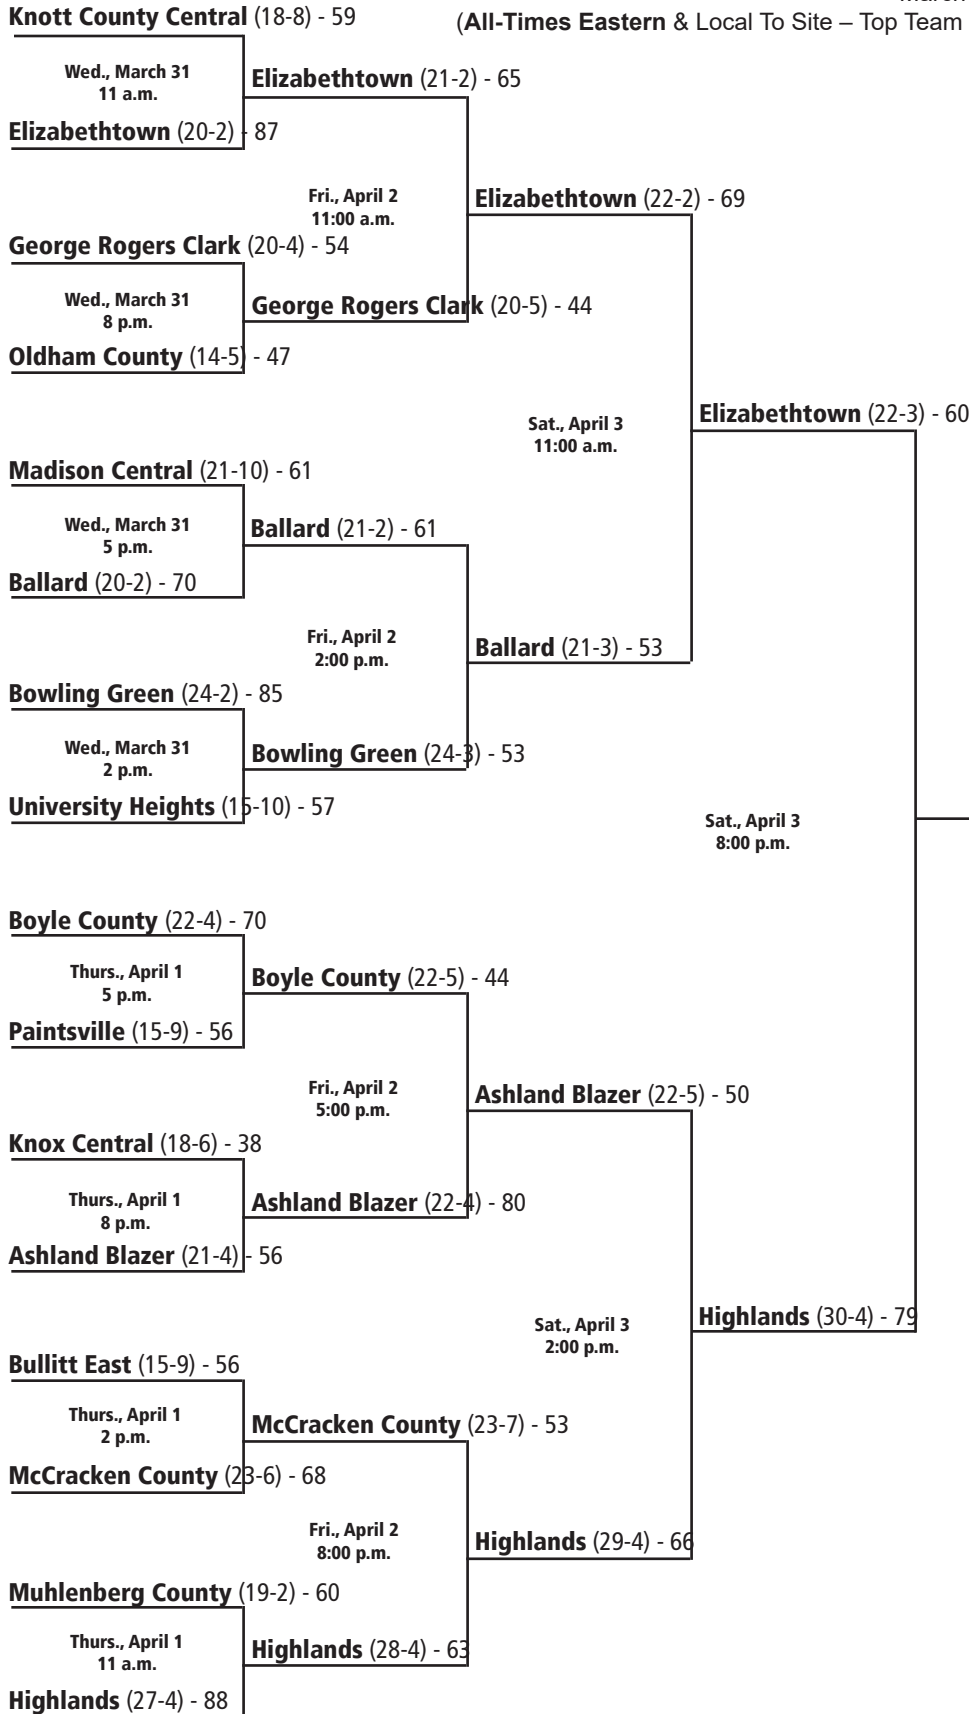 Knott County Central (18-8) - 59
(All-Times Eastern & Local To Site – Top Team
Wed., March 31
11 a.m.
Elizabethtown (21-2) - 65
Elizabethtown (20-2) - 87
Fri., April 2
11:00 a.m.
Elizabethtown (22-2) - 69
George Rogers Clark (20-4) - 54
Wed., March 31
8 p.m.
George Rogers Clark (20-5) - 44
Oldham County (14-5) - 47
Sat., April 3
11:00 a.m.
Elizabethtown (22-3) - 60
Madison Central (21-10) - 61
Wed., March 31
5 p.m.
Ballard (21-2) - 61
Ballard (20-2) - 70
Fri., April 2
2:00 p.m.
Ballard (21-3) - 53
Bowling Green (24-2) - 85
Wed., March 31
2 p.m.
Bowling Green (24-3) - 53
University Heights (15-10) - 57
Sat., April 3
8:00 p.m.
Boyle County (22-4) - 70
Thurs., April 1
5 p.m.
Boyle County (22-5) - 44
Paintsville (15-9) - 56
Fri., April 2
5:00 p.m.
Ashland Blazer (22-5) - 50
Knox Central (18-6) - 38
Thurs., April 1
8 p.m.
Ashland Blazer (22-4) - 80
Ashland Blazer (21-4) - 56
Sat., April 3
2:00 p.m.
Highlands (30-4) - 79
Bullitt East (15-9) - 56
Thurs., April 1
2 p.m.
McCracken County (23-7) - 53
McCracken County (23-6) - 68
Fri., April 2
8:00 p.m.
Highlands (29-4) - 66
Muhlenberg County (19-2) - 60
Thurs., April 1
11 a.m.
Highlands (28-4) - 63
Highlands (27-4) - 88